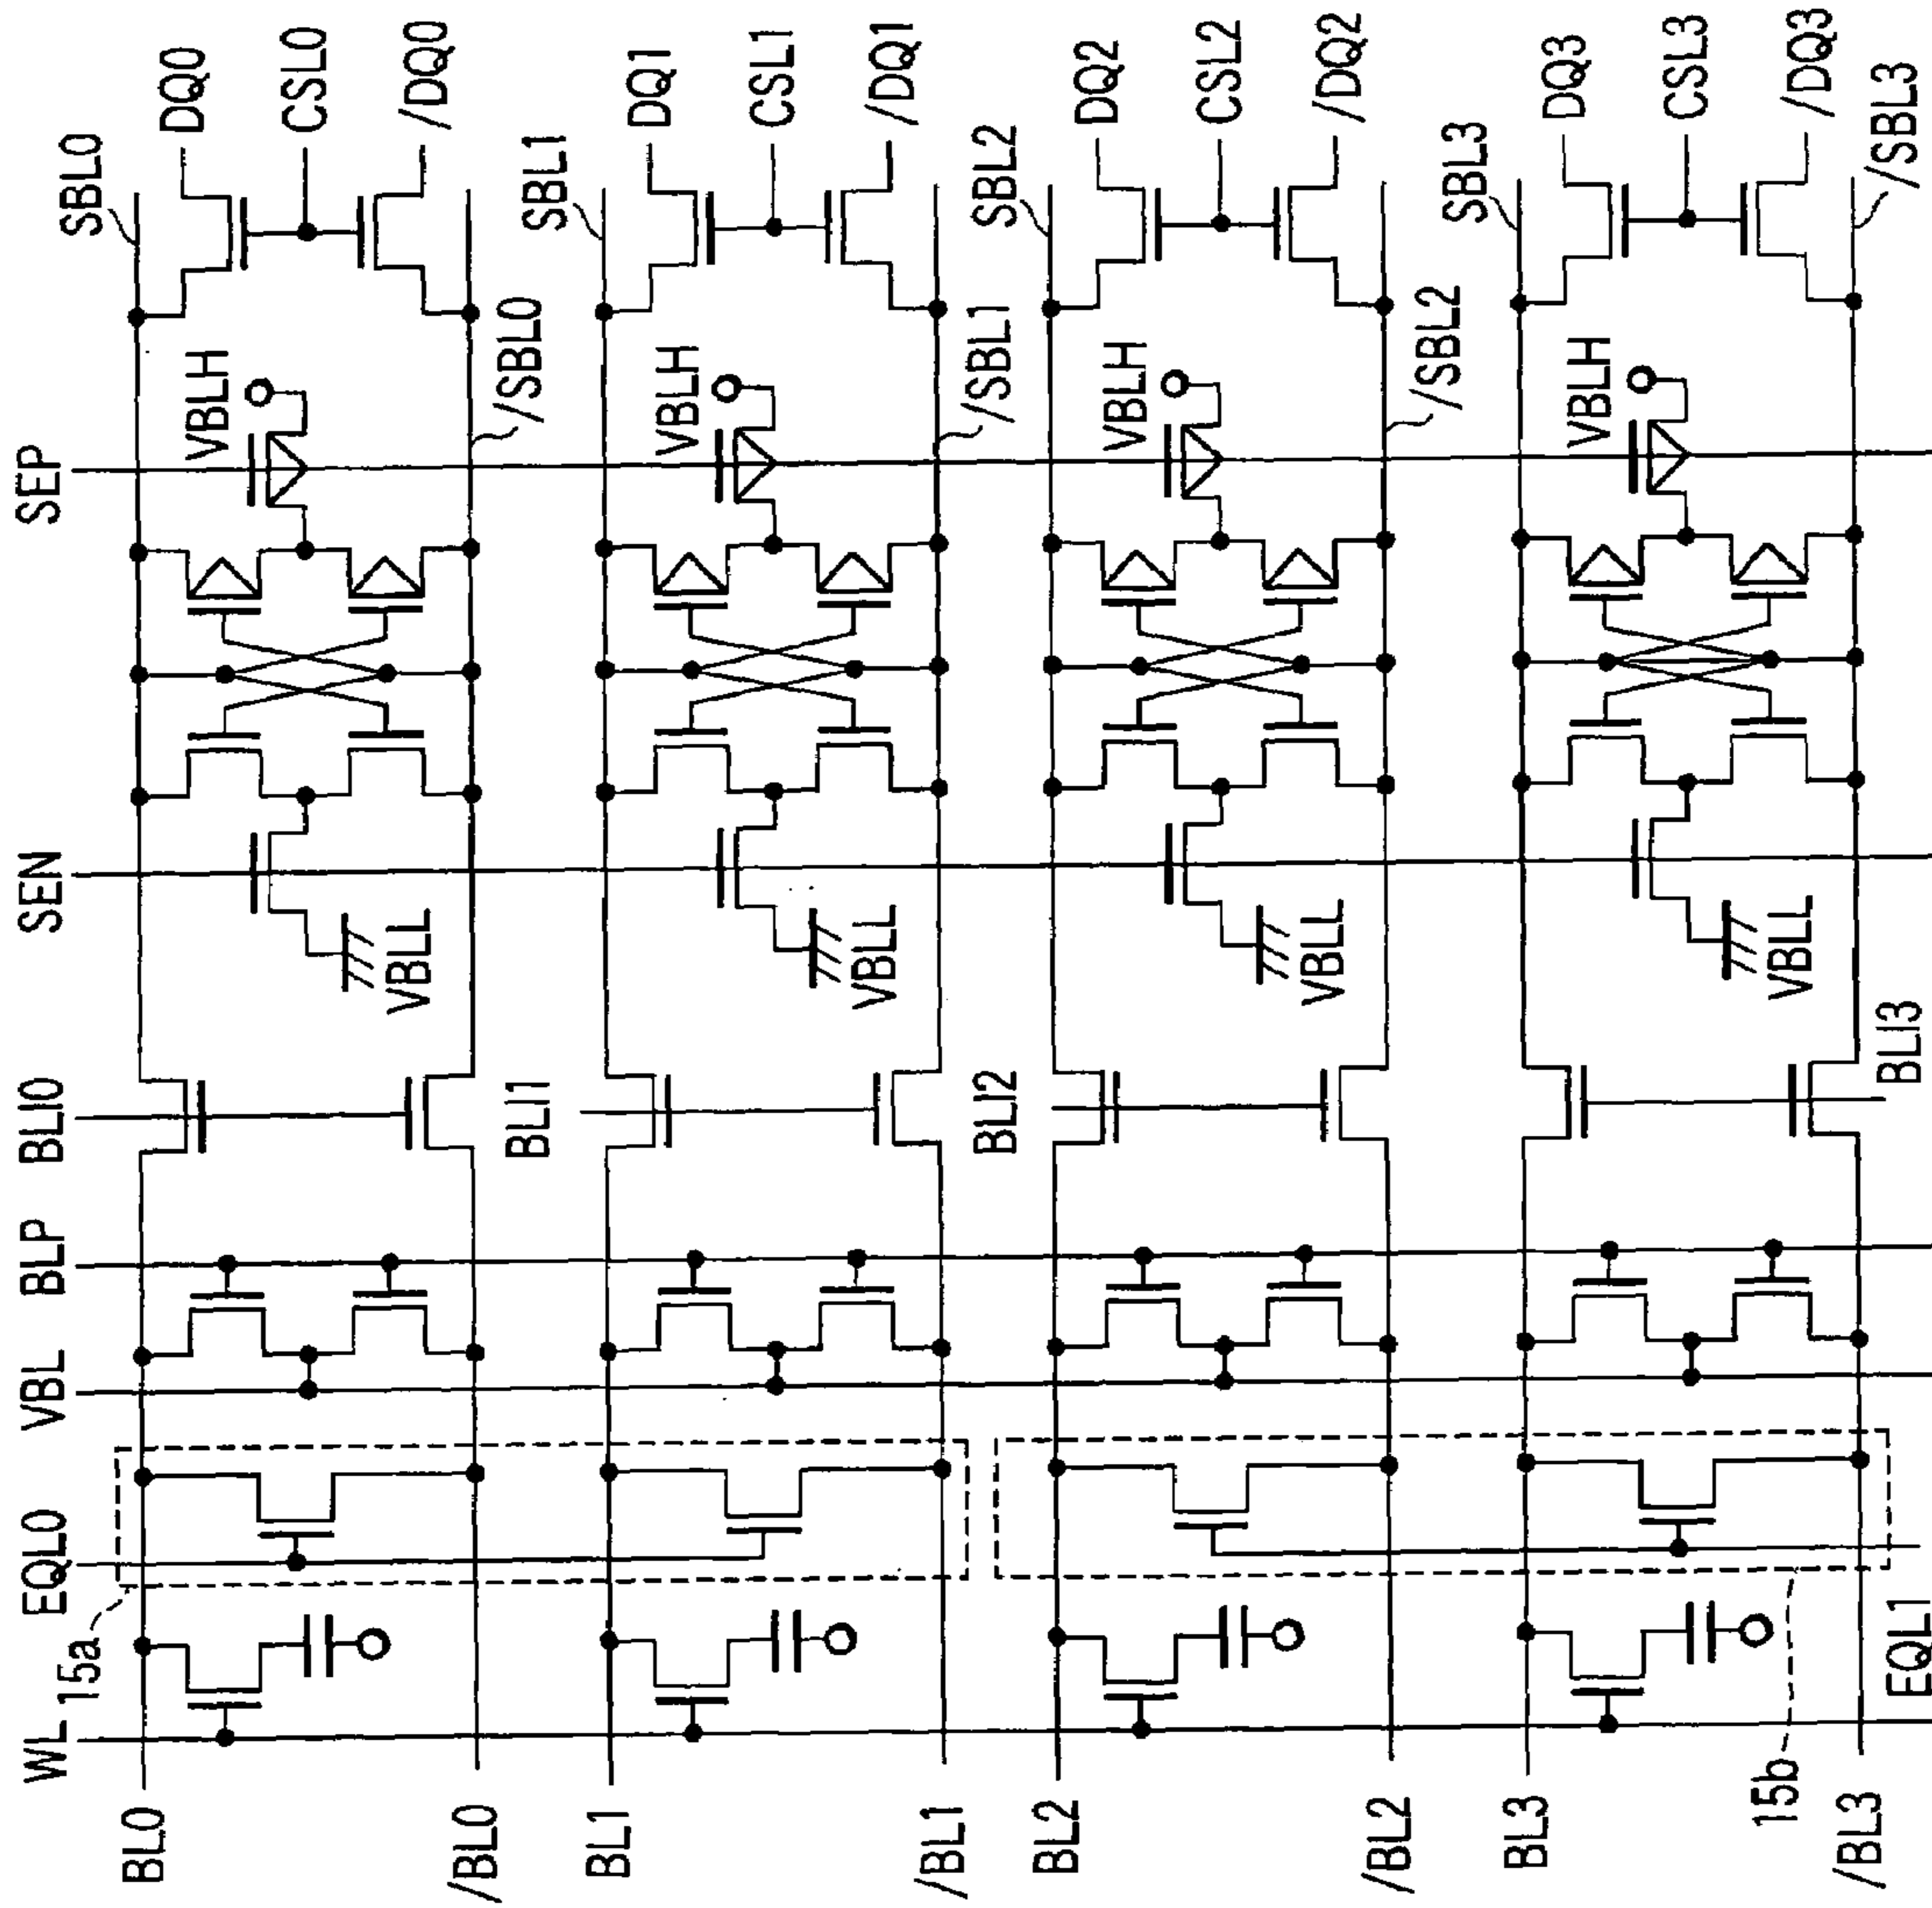 SBL0
DQ0
CSL0
/DQ0
SBL1
DQ1
CSL1
/DQ1
SBL2
DQ2
CSL2
/DQ2
SBL3
DQ3
CSL3
/DQ3
/SBL3
SEP
VBLH
/SBL0
VBLH
/SBL1
VBLH
/SBL2
VBLH
SEN
VBLL
VBLL
VBLL
VBLL
BLI0
BLI1
BLI2
BLI3
BLP
VBL
EQL0
15a
WL
15b
EQL1
BL0
/BL0
BL1
/BL1
BL2
/BL2
BL3
/BL3